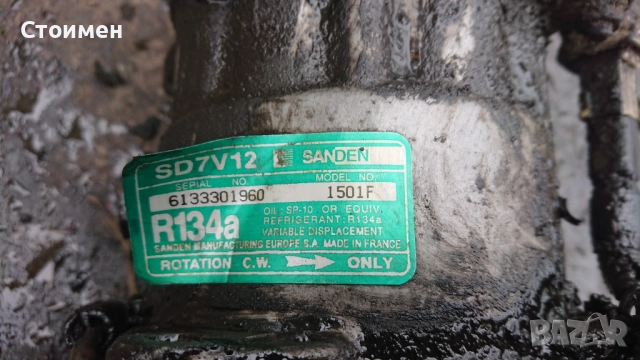 Стоимен
SD7V12 SANDEN
SERIAL NO. MODEL NO.
6133301960 1501F
R134a
OIL:SP-10 OR EQUIV.
REFRIGERANT:R134a
VARIABLE DISPLACEMENT
SANDEN MANUFACTURING EUROPE S.A. MADE IN FRANCE
ROTATION C.W. ONLY
BAZAR